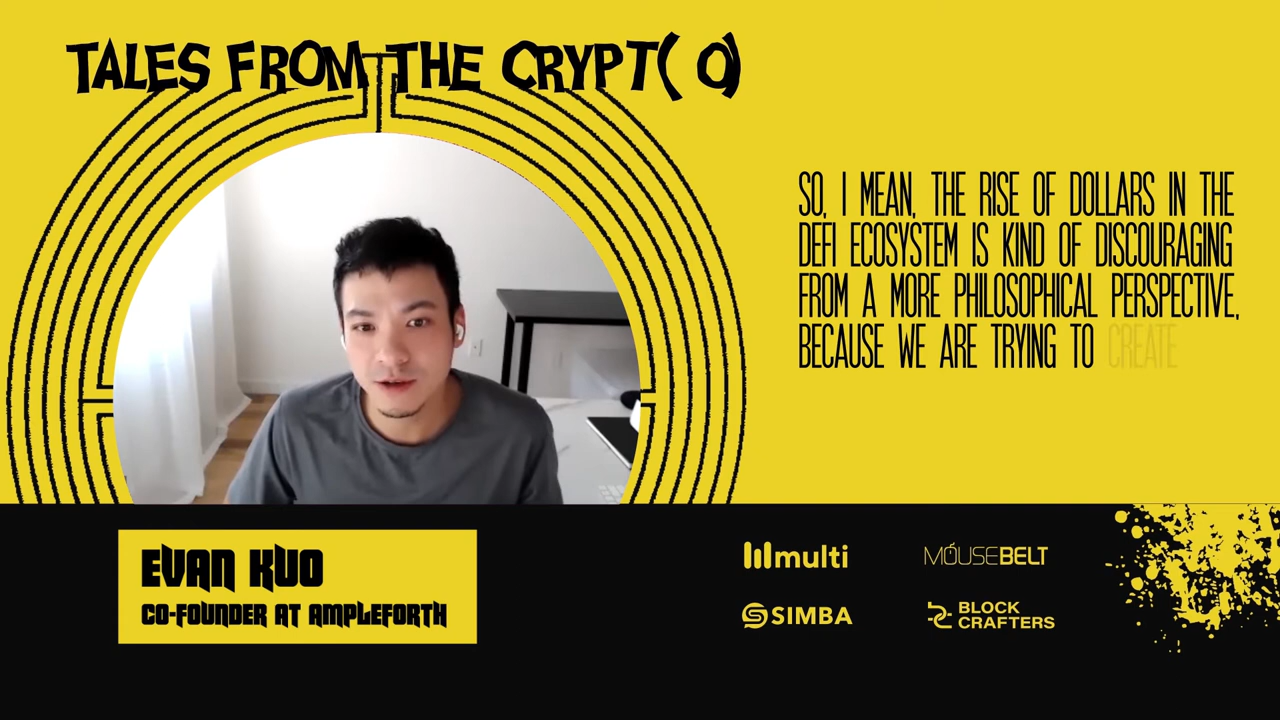 TALES FROM THE CRYPT(O)
SO, I MEAN, THE RISE OF DOLLARS IN THE
DEFI ECOSYSTEM IS KIND OF DISCOURAGING
FROM A MORE PHILOSOPHICAL PERSPECTIVE,
BECAUSE WE ARE TRYING TO CREATE
EVAN KUO
CO-FOUNDER AT AMPLEFORTH
multi
MOUSEBELT
SIMBA
BLOCK
CRAFTERS